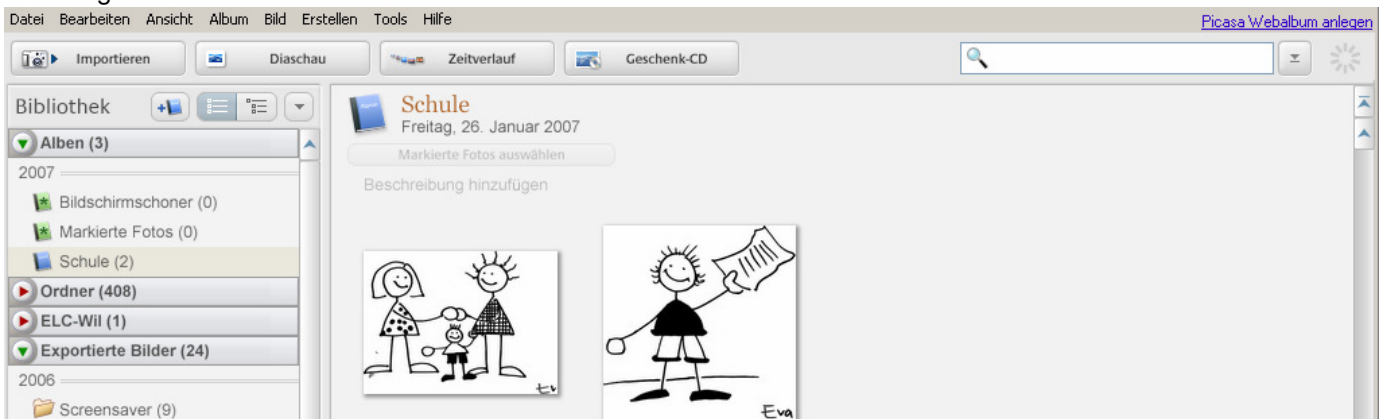 Datei Bearbeiten Ansicht Album Bild Erstellen Tools Hilfe
Picasa Webalbum anlegen
Importieren Diaschau Zeitverlauf Geschenk-CD
Bibliothek
Schule
Freitag, 26. Januar 2007
Alben (3)
Markierte Fotos auswählen
2007
Beschreibung hinzufügen
Bildschirmschoner (0)
Markierte Fotos (0)
Schule (2)
Ordner (408)
ELC-Wil (1)
Exportierte Bilder (24)
2006
Screensaver (9)
Eva